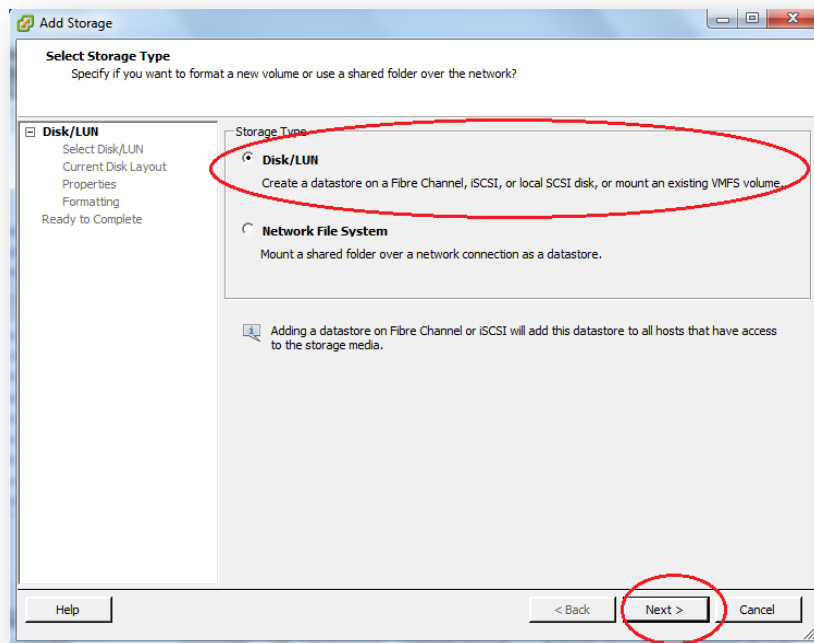 Add Storage
Select Storage Type
Specify if you want to format a new volume or use a shared folder over the network?
Disk/LUN
Select Disk/LUN
Current Disk Layout
Properties
Formatting
Ready to Complete
Storage Type
Disk/LUN
Create a datastore on a Fibre Channel, iSCSI, or local SCSI disk, or mount an existing VMFS volume.
Network File System
Mount a shared folder over a network connection as a datastore.
Adding a datastore on Fibre Channel or iSCSI will add this datastore to all hosts that have access
to the storage media.
Help
< Back
Next >
Cancel